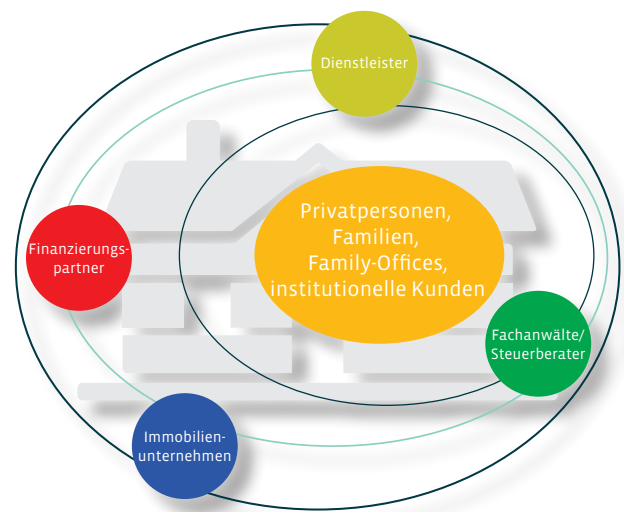 Dienstleister
Privatpersonen,
Familien,
Family-Offices,
institutionelle Kunden
Finanzierungs-
partner
Fachanwälte/
Steuerberater
Immobilien-
unternehmen